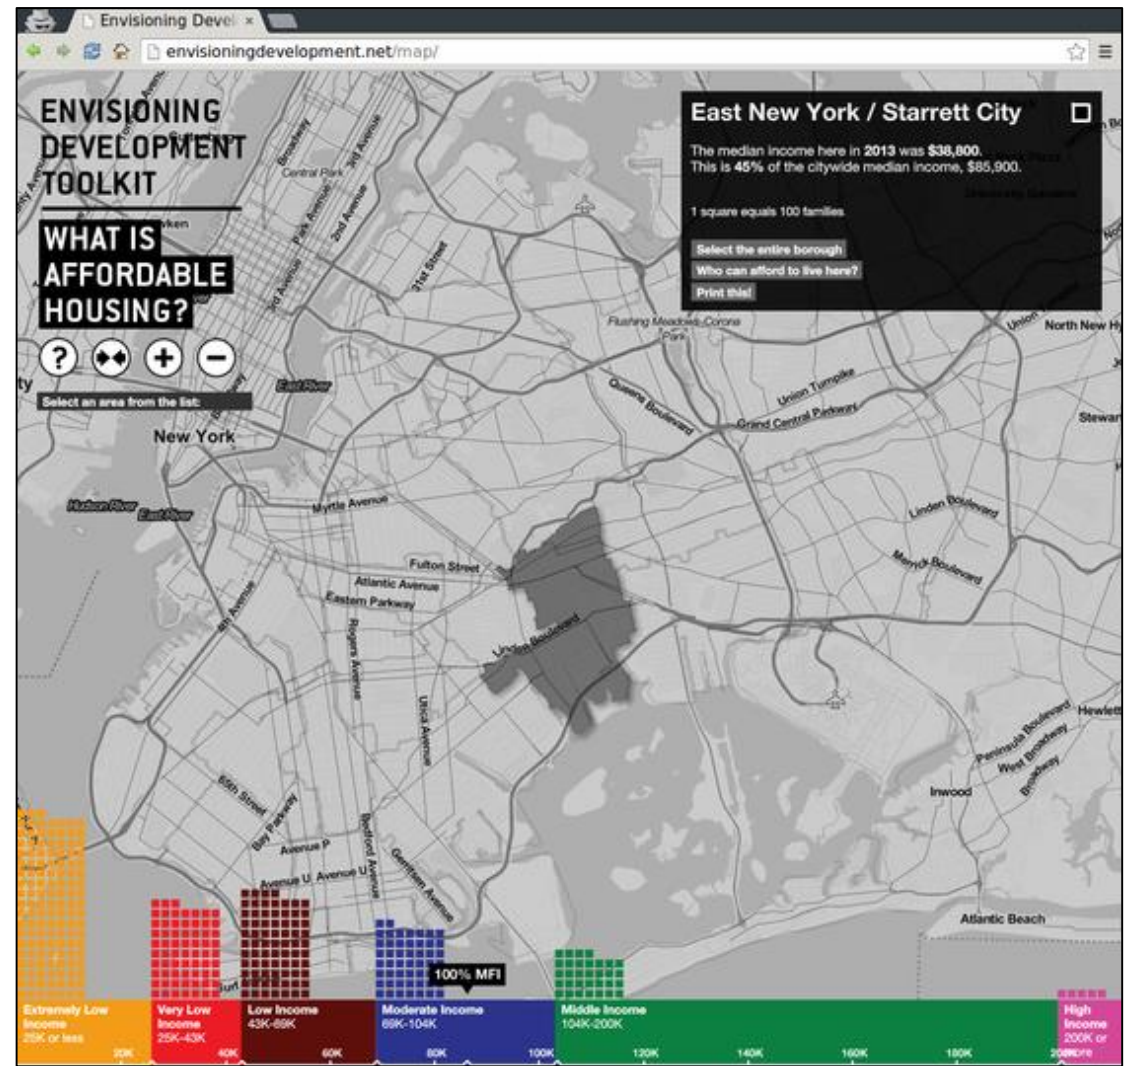 Envisioning Devel
envisioningdevelopment.net/map/
ENVISIONING
DEVELOPMENT
TOOLKIT
WHAT IS
AFFORDABLE
HOUSING?
Select an area from the list:
East New York / Starrett City
The median income here in 2013 was $38,800.
This is 45% of the citywide median income, $85,900.
1 square equals 100 families
Select the entire borough
Who can afford to live here?
Print this!
Broadway
3rd Avenue
Central Park
Park Avenue
2nd Avenue
3rd Avenue
31st Street
East River
New York
Hudson River
East River
Flushing Meadows-Corona
Park
Queens Boulevard
Union Turnpike
Grand Central Parkway
Union
North New Hy
Stewar
Myrtle Avenue
Linden Boulevard
Fulton Street
Atlantic Avenue
Eastern Parkway
Merrick Boulevard
4th Avenue
Rogers Avenue
Linden Boulevard
Utica Avenue
Peninsula Boulevard
Hewlett
West Broadway
Broadway
Inwood
65th Street
Bay Parkway
Avenue P
Bedford Avenue
Gerritsen Avenue
Avenue U Avenue U
Atlantic Beach
100% MFI
Extremely Low
Income
25K or less
Very Low
Income
25K-43K
Low Income
43K-69K
Moderate Income
69K-104K
Middle Income
104K-200K
High
Income
200K or
more
20K 40K 60K 80K 100K 120K 140K 160K 180K